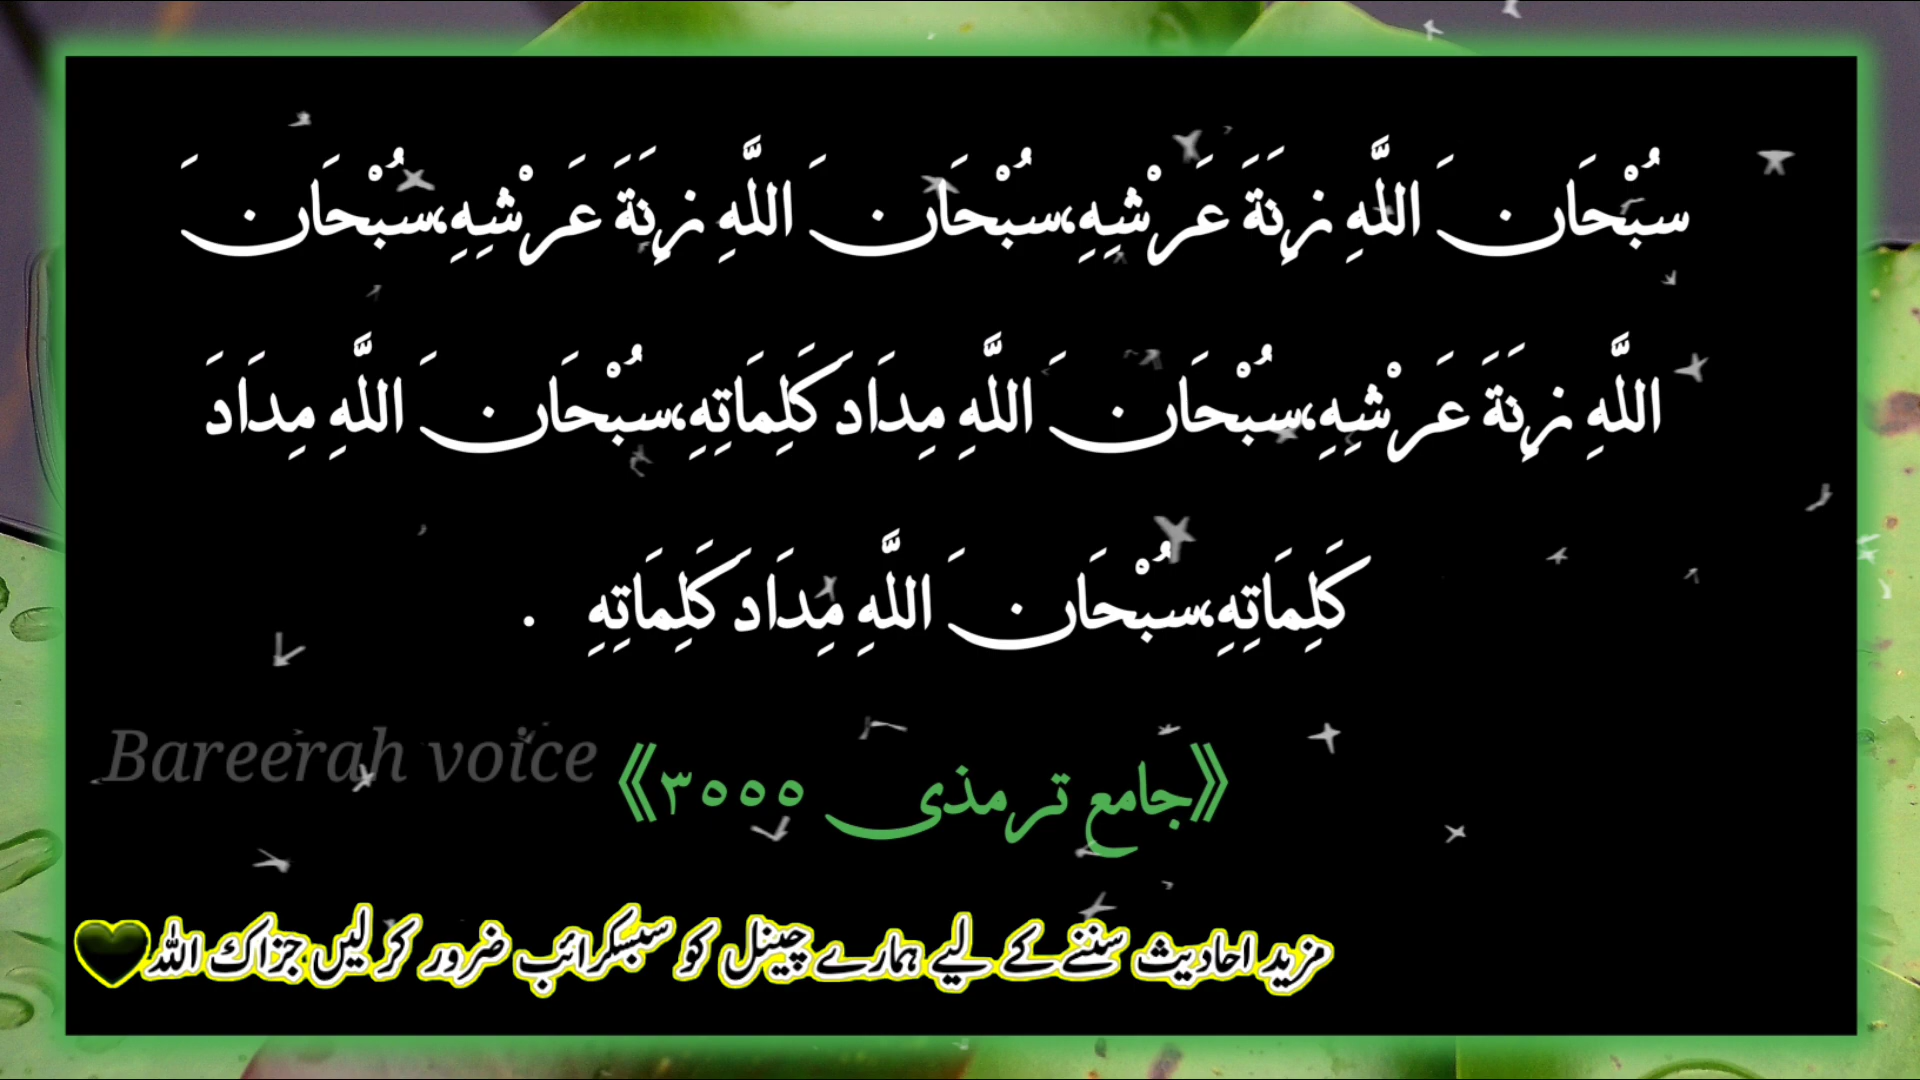 سُبْحَانَ اللَّهِ زِنَةَ عَرْشِهِ،سُبْحَانَ اللَّهِ زِنَةَ عَرْشِهِ،سُبْحَانَ
اللَّهِ زِنَةَ عَرْشِهِ،سُبْحَانَ اللَّهِ مِدَادَ كَلِمَاتِهِ،سُبْحَانَ اللَّهِ مِدَادَ
كَلِمَاتِهِ،سُبْحَانَ اللَّهِ مِدَادَ كَلِمَاتِهِ .
Bareerah voice
《جامع ترمذی ٣٥٥٥》
مزید احادیث سننے کے لیے ہمارے چینل کو سبسکرائب ضرور کر لیں جزاک اللہ🖤